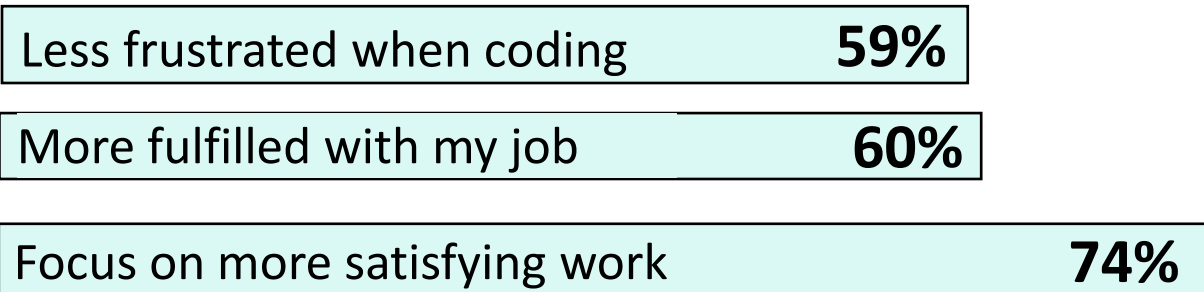 Less frustrated when coding 59%
More fulfilled with my job 60%
Focus on more satisfying work 74%